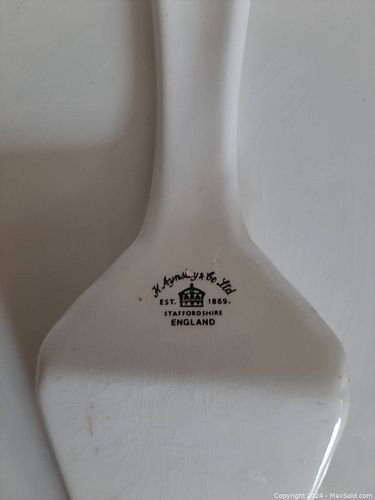 H. Aynsley & Co Ltd
EST. 1869.
STAFFORDSHIRE
ENGLAND
Copyright 2024 - MaxSold.com